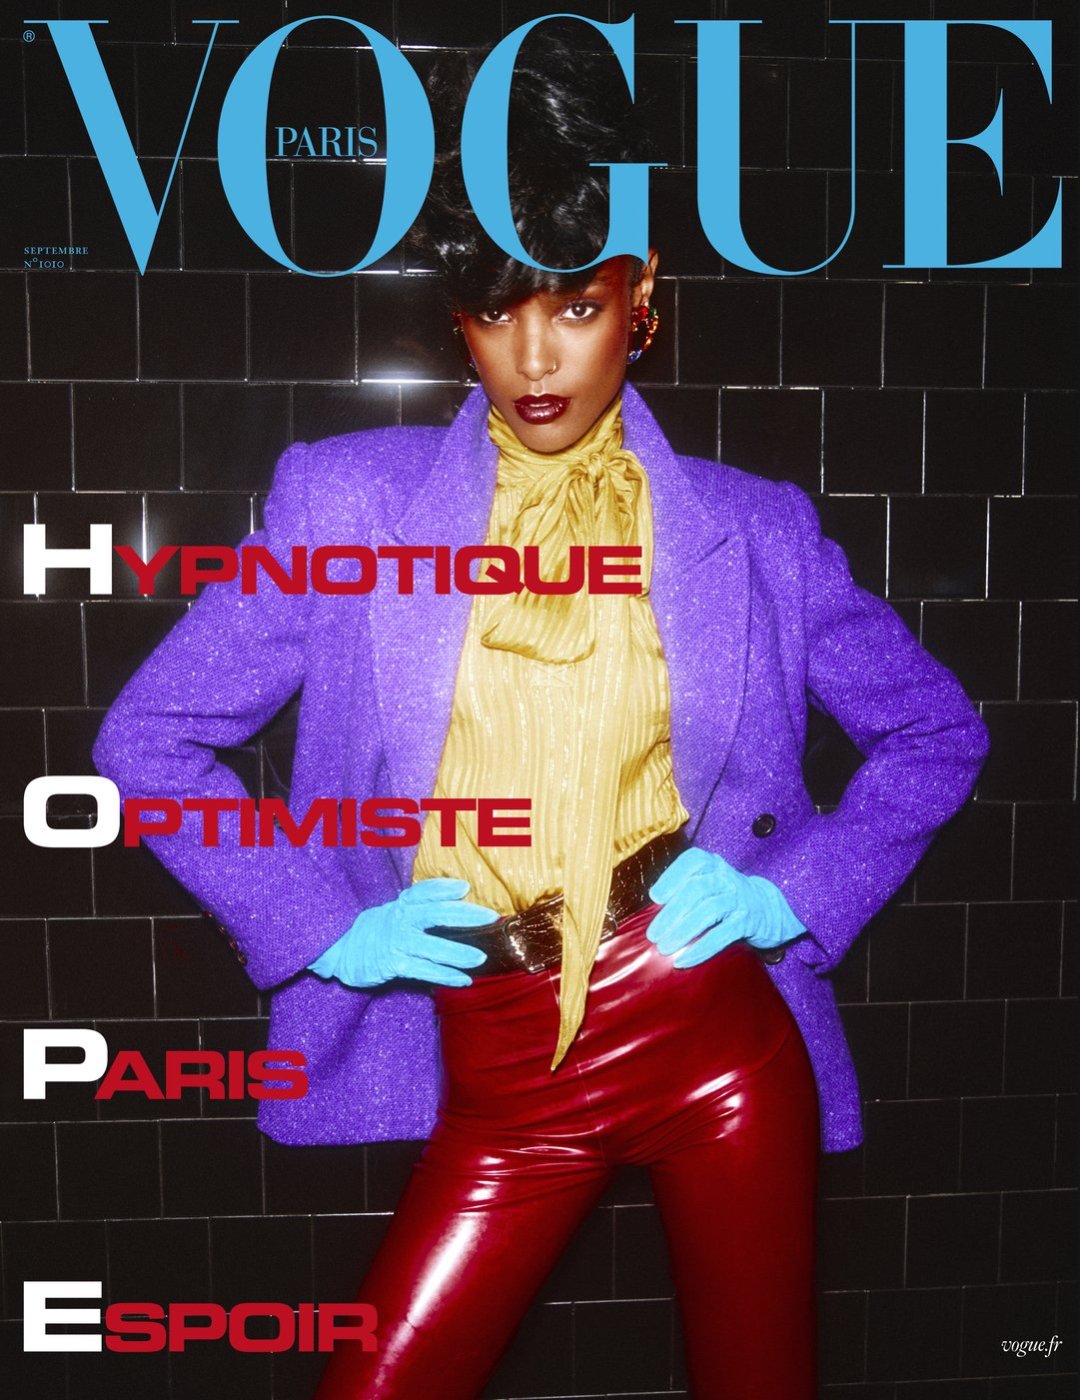 VOGUE
®
PARIS
SEPTEMBRE
N°1010
HYPNOTIQUE
OPTIMISTE
PARIS
ESPOIR
vogue.fr